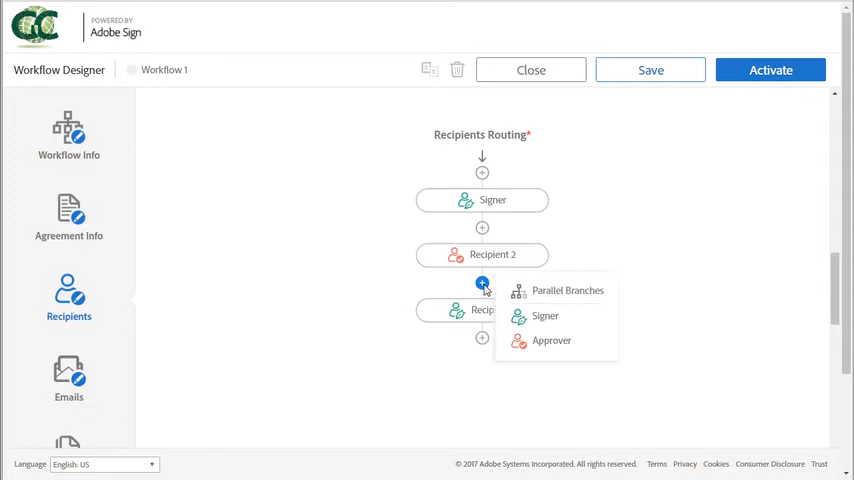 GC
POWERED BY
Adobe Sign
Workflow Designer
Workflow 1
Close
Save
Activate
Workflow Info
Agreement Info
Recipients
Emails
Recipients Routing*
Signer
Recipient 2
Parallel Branches
Signer
Approver
Language
English: US
© 2017 Adobe Systems Incorporated. All rights reserved.
Terms
Privacy
Cookies
Consumer Disclosure
Trust